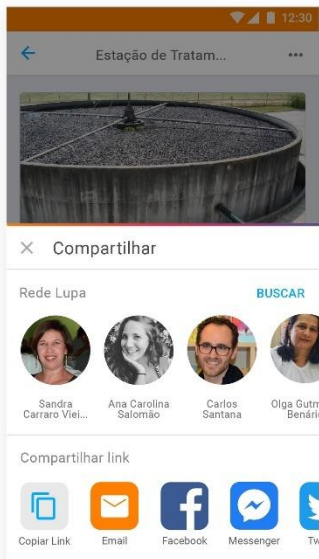 12:30
Estação de Tratam...
Compartilhar
Rede Lupa
BUSCAR
Sandra
Carraro Viei...
Ana Carolina
Salomão
Carlos
Santana
Olga Gutm
Benári
Compartilhar link
Copiar Link
Email
Facebook
Messenger
Tw